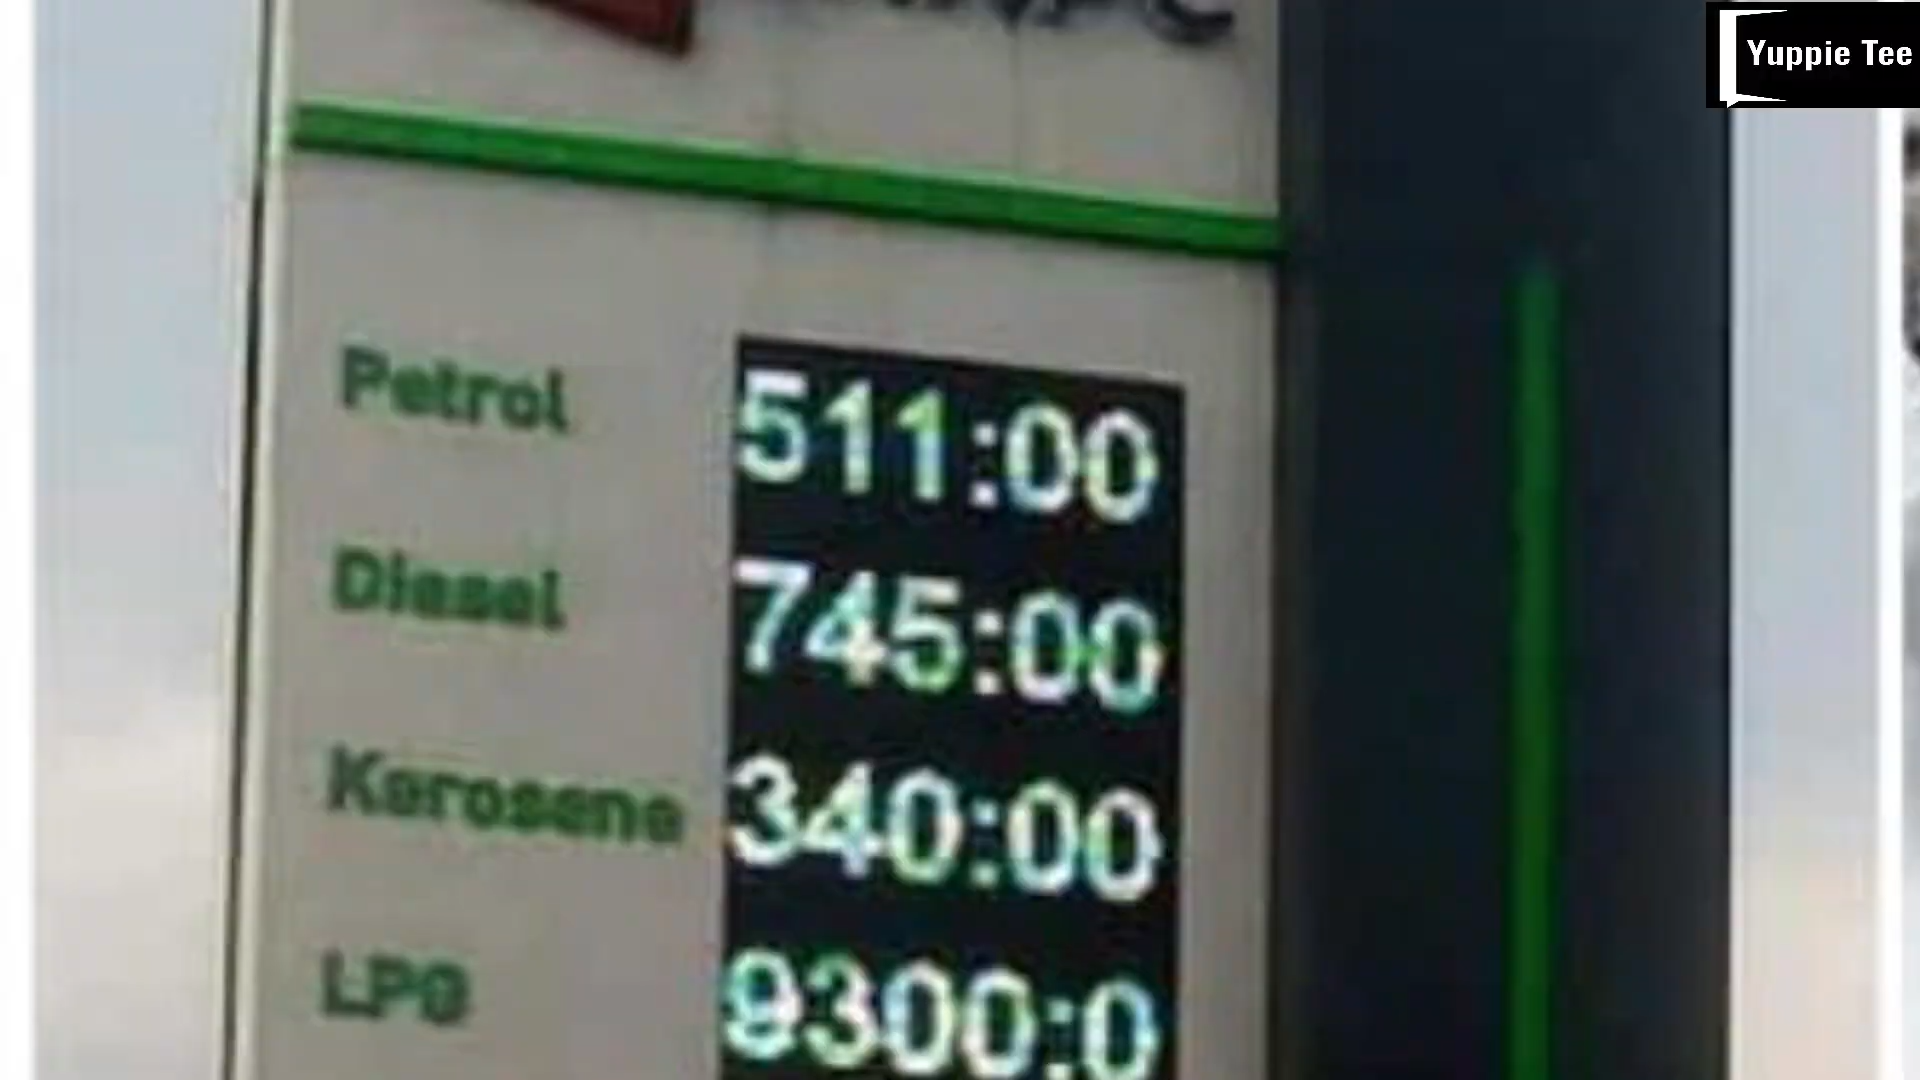 Yuppie Tee
Petrol 511:00
Diesel 745:00
Kerosene 340:00
LPG 9300:0